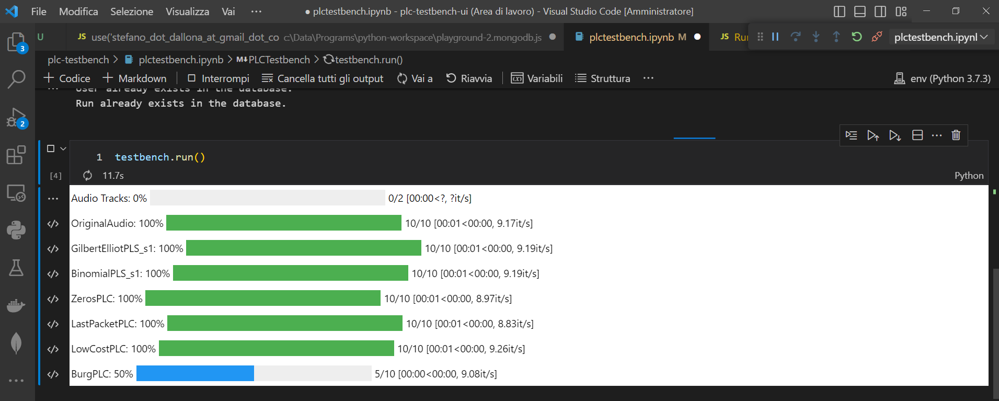 File Modifica Selezione Visualizza Vai ··· ● plctestbench.ipynb - plc-testbench-ui (Area di lavoro) - Visual Studio Code [Amministratore]
3
2
U JS use('stefano_dot_dallona_at_gmail_dot_co c:\Data\Programs\python-workspace\playground-2.mongodb.js ● plctestbench.ipynb M ● JS Rur plctestbench.ipynl
plc-testbench > plctestbench.ipynb > M↓PLCTestbench > testbench.run()
+ Codice + Markdown Interrompi Cancella tutti gli output Vai a Riavvia (x) Variabili Struttura ··· env (Python 3.7.3)
User already exists in the database.
Run already exists in the database.
1 testbench.run()
[4] 11.7s Python
Audio Tracks: 0% 0/2 [00:00<?, ?it/s]
OriginalAudio: 100% 10/10 [00:01<00:00, 9.17it/s]
GilbertElliotPLS_s1: 100% 10/10 [00:01<00:00, 9.19it/s]
BinomialPLS_s1: 100% 10/10 [00:01<00:00, 9.19it/s]
ZerosPLC: 100% 10/10 [00:01<00:00, 8.97it/s]
LastPacketPLC: 100% 10/10 [00:01<00:00, 8.83it/s]
LowCostPLC: 100% 10/10 [00:01<00:00, 9.26it/s]
BurgPLC: 50% 5/10 [00:00<00:00, 9.08it/s]